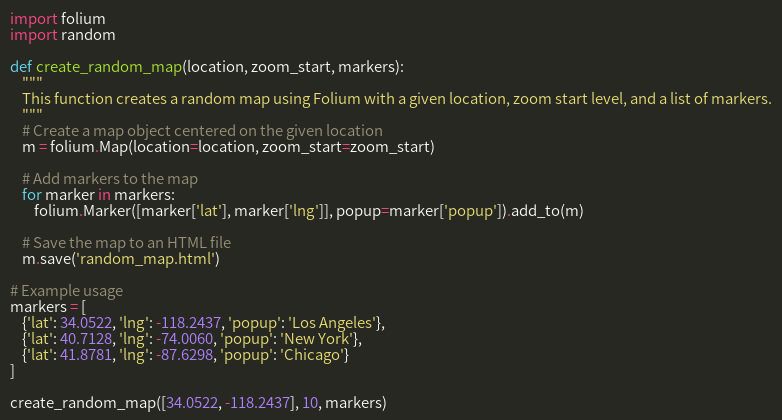 import folium
import random

def create_random_map(location, zoom_start, markers):
    """
    This function creates a random map using Folium with a given location, zoom start level, and a list of markers.
    """
    # Create a map object centered on the given location
    m = folium.Map(location=location, zoom_start=zoom_start)

    # Add markers to the map
    for marker in markers:
        folium.Marker([marker['lat'], marker['lng']], popup=marker['popup']).add_to(m)

    # Save the map to an HTML file
    m.save('random_map.html')

# Example usage
markers = [
    {'lat': 34.0522, 'lng': -118.2437, 'popup': 'Los Angeles'},
    {'lat': 40.7128, 'lng': -74.0060, 'popup': 'New York'},
    {'lat': 41.8781, 'lng': -87.6298, 'popup': 'Chicago'}
]

create_random_map([34.0522, -118.2437], 10, markers)